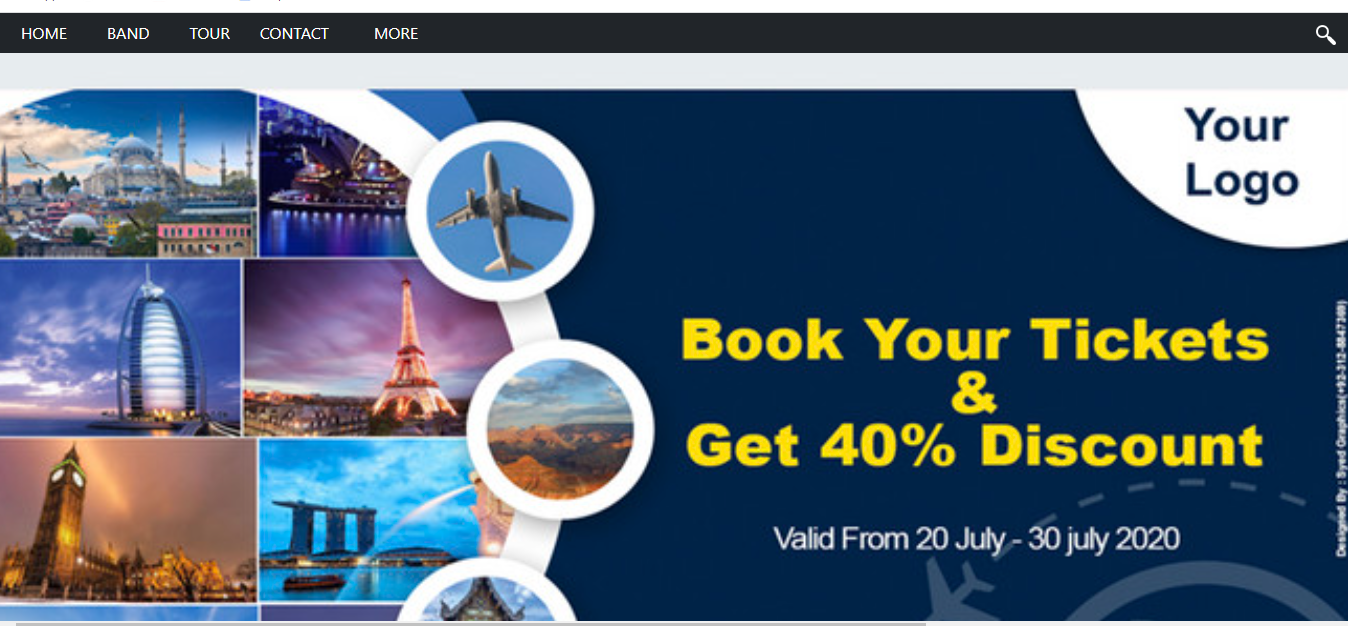 HOME BAND TOUR CONTACT MORE
Your
Logo
Book Your Tickets
&
Get 40% Discount
Valid From 20 July - 30 july 2020
Designed By : Syed Graphics(+92-312-8847369)